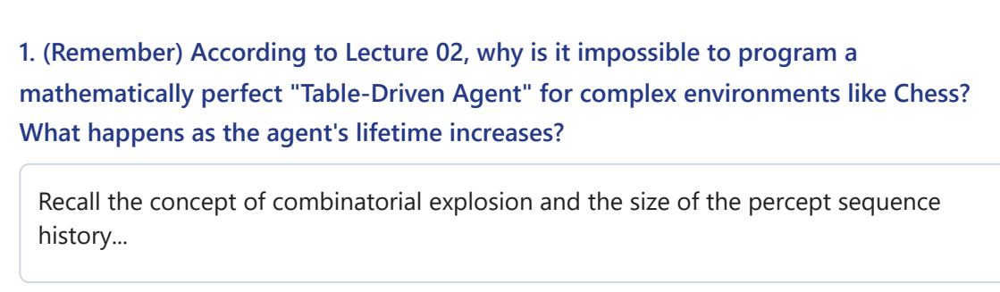 1. (Remember) According to Lecture 02, why is it impossible to program a
mathematically perfect "Table-Driven Agent" for complex environments like Chess?
What happens as the agent's lifetime increases?
Recall the concept of combinatorial explosion and the size of the percept sequence
history...